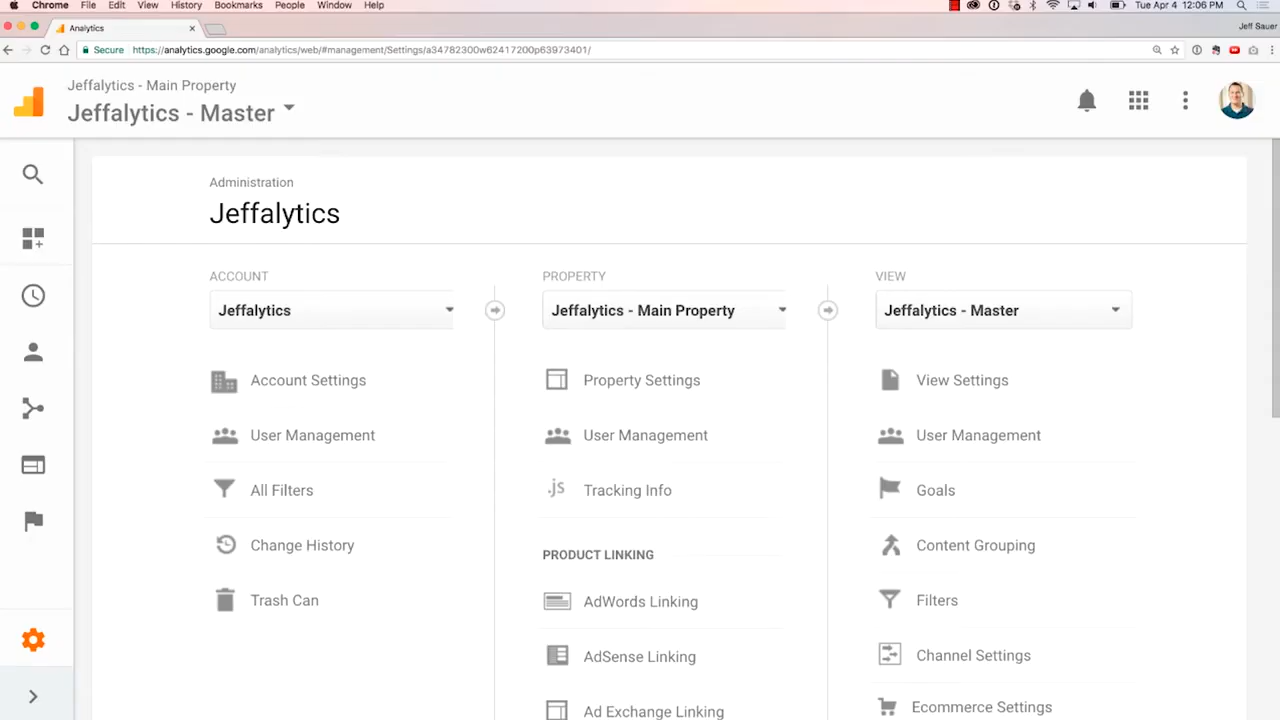 Chrome File Edit View History Bookmarks People Window Help Tue Apr 4 12:06 PM
Analytics
Jeff Sauer
Secure https://analytics.google.com/analytics/web/#management/Settings/a34782300w62417200p63973401/
Jeffalytics - Main Property
Jeffalytics - Master
Administration
Jeffalytics
ACCOUNT
Jeffalytics
Account Settings
User Management
All Filters
Change History
Trash Can
PROPERTY
Jeffalytics - Main Property
Property Settings
User Management
.js Tracking Info
PRODUCT LINKING
AdWords Linking
AdSense Linking
Ad Exchange Linking
VIEW
Jeffalytics - Master
View Settings
User Management
Goals
Content Grouping
Filters
Channel Settings
Ecommerce Settings